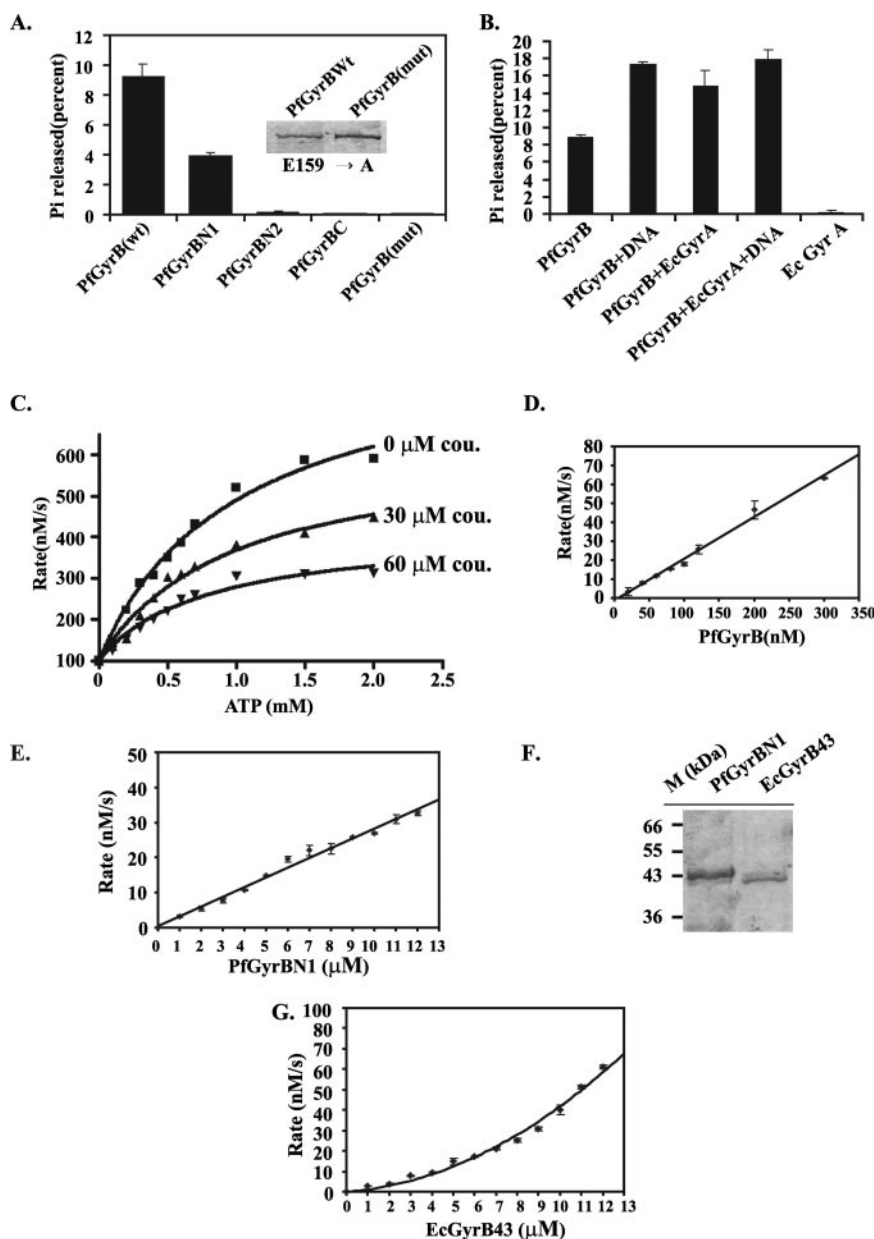 A.
Pi released(percent)
12
10
8
6
4
2
0
PfGyrB(wt)
PfGyrBN1
PfGyrBN2
PfGyrBC
PfGyrB(mut)
PfGyrBWt
PfGyrB(mut)
E159 → A
B.
Pi released(percent)
20
18
16
14
12
10
8
6
4
2
0
PfGyrB
PfGyrB+DNA
PfGyrB+EcGyrA
PfGyrB+EcGyrA+DNA
Ec Gyr A
C.
Rate(nM/s)
600
500
400
300
200
100
0 μM cou.
30 μM cou.
60 μM cou.
0 0.5 1.0 1.5 2.0 2.5
ATP (mM)
D.
Rate(nM/s)
80
70
60
50
40
30
20
10
0
0 50 100 150 200 250 300 350
PfGyrB(nM)
E.
Rate (nM/s)
50
40
30
20
10
0
0 1 2 3 4 5 6 7 8 9 10 11 12 13
PfGyrBN1 (μM)
F.
M (kDa)
PfGyrBN1
EcGyrB43
66
55
43
36
G.
Rate (nM/s)
100
90
80
70
60
50
40
30
20
10
0
0 1 2 3 4 5 6 7 8 9 10 11 12 13
EcGyrB43 (μM)